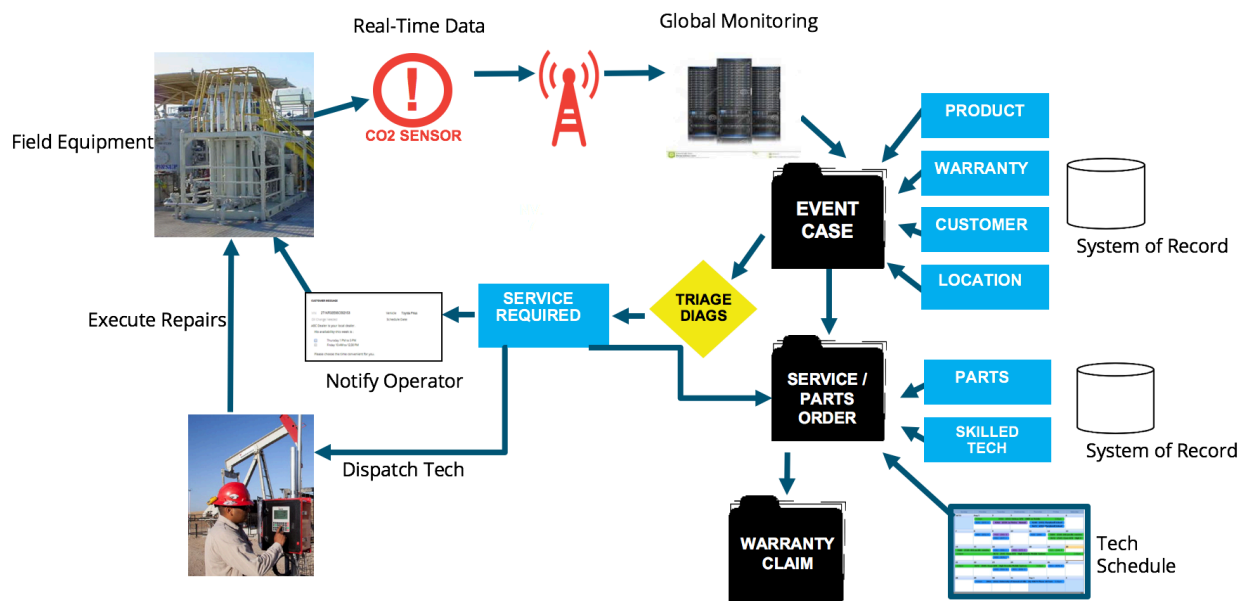 Real-Time Data
Global Monitoring
CO2 SENSOR
Field Equipment
PRODUCT
WARRANTY
CUSTOMER
LOCATION
System of Record
EVENT
CASE
TRIAGE
DIAGS
SERVICE
REQUIRED
Execute Repairs
Notify Operator
SERVICE /
PARTS
ORDER
PARTS
SKILLED
TECH
System of Record
Dispatch Tech
WARRANTY
CLAIM
Tech
Schedule